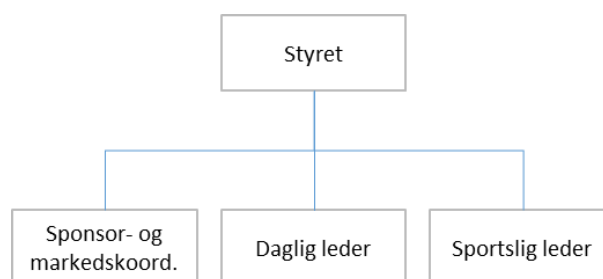 Styret
Sponsor- og
markedskoord.
Daglig leder
Sportslig leder